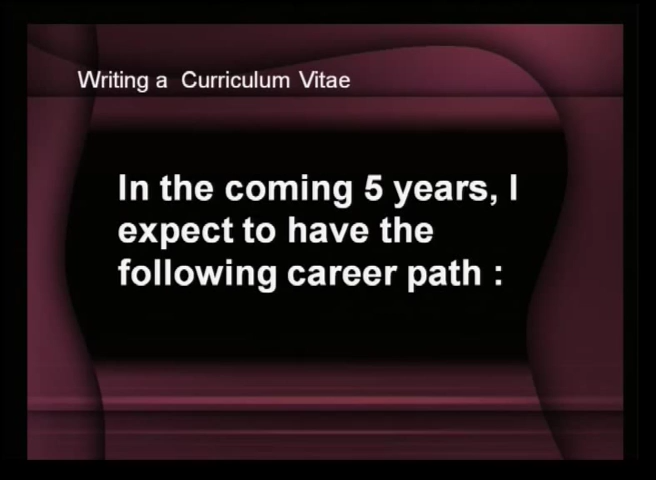 Writing a Curriculum Vitae
In the coming 5 years, I
expect to have the
following career path :